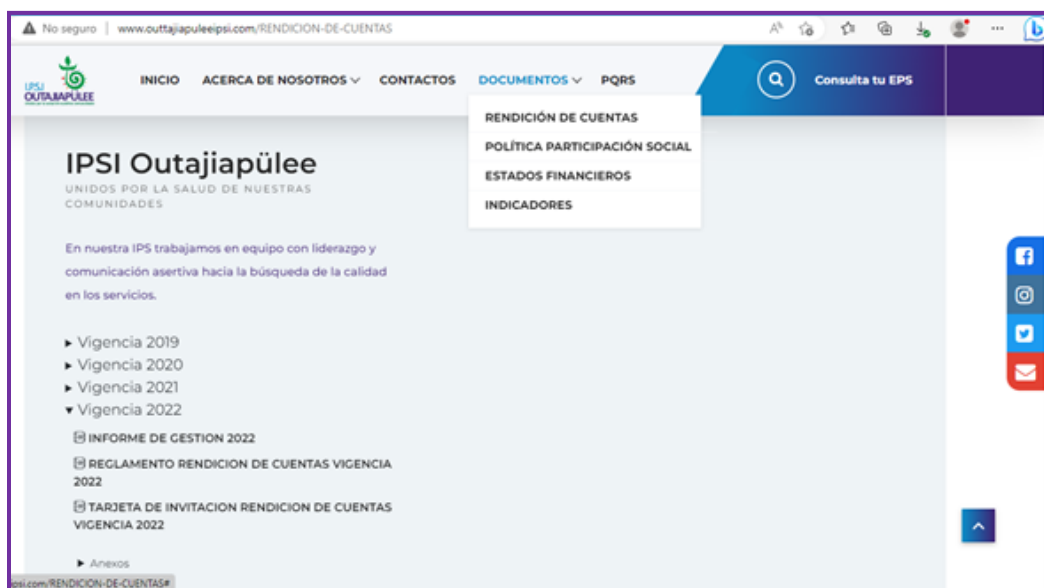 No seguro | www.outtajiapuleeipsi.com/RENDICION-DE-CUENTAS
IPSI
OUTAJIAPÜLEE
INICIO
ACERCA DE NOSOTROS
CONTACTOS
DOCUMENTOS
PQRS
Consulta tu EPS
RENDICIÓN DE CUENTAS
POLÍTICA PARTICIPACIÓN SOCIAL
ESTADOS FINANCIEROS
INDICADORES
IPSI Outajiapülee
UNIDOS POR LA SALUD DE NUESTRAS
COMUNIDADES
En nuestra IPS trabajamos en equipo con liderazgo y
comunicación asertiva hacia la búsqueda de la calidad
en los servicios.
Vigencia 2019
Vigencia 2020
Vigencia 2021
Vigencia 2022
INFORME DE GESTION 2022
REGLAMENTO RENDICION DE CUENTAS VIGENCIA
2022
TARJETA DE INVITACION RENDICION DE CUENTAS
VIGENCIA 2022
Anexos
ipsi.com/RENDICION-DE-CUENTAS#